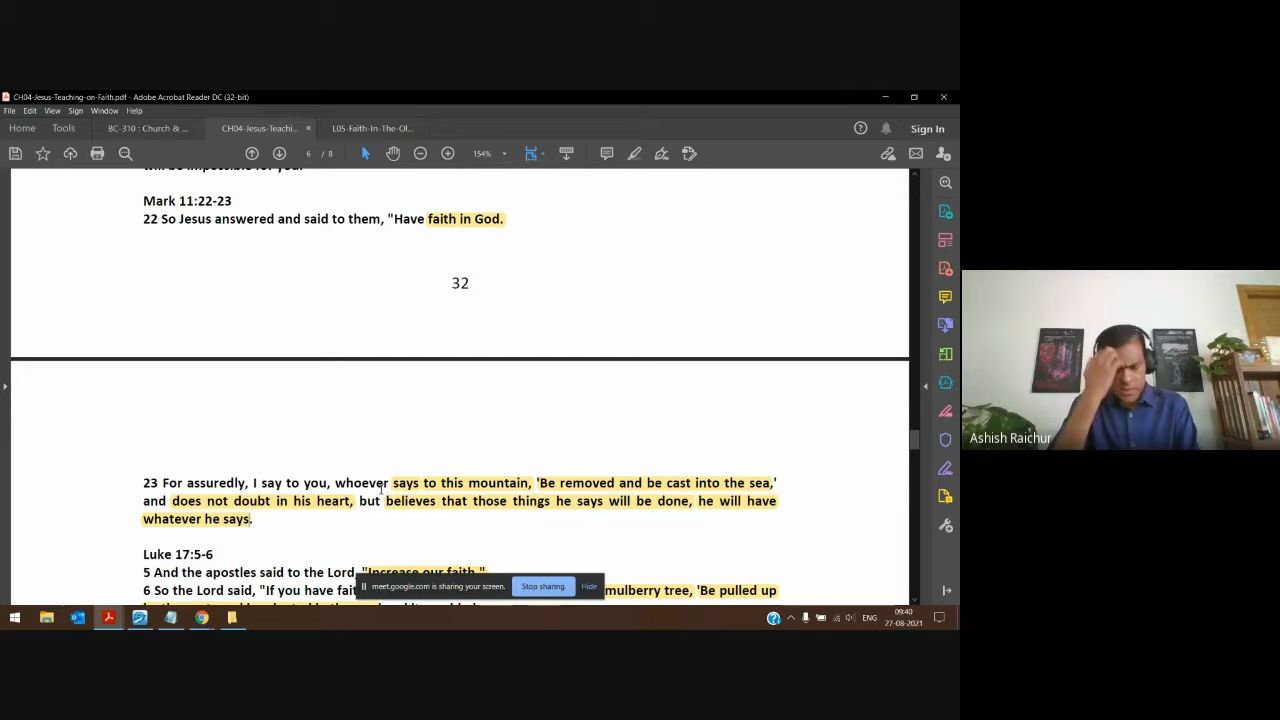 CH04-Jesus-Teaching-on-Faith.pdf - Adobe Acrobat Reader DC (32-bit)
File Edit View Sign Window Help
Home Tools BC-310 : Church & ... CH04-Jesus-Teachi... × L05-Faith-In-The-Ol... Sign In
6 / 8 154%
will be impossible for you.
Mark 11:22-23
22 So Jesus answered and said to them, "Have faith in God.
32
23 For assuredly, I say to you, whoever says to this mountain, 'Be removed and be cast into the sea,'
and does not doubt in his heart, but believes that those things he says will be done, he will have
whatever he says.
Luke 17:5-6
5 And the apostles said to the Lord, "Increase our faith."
6 So the Lord said, "If you have fai mulberry tree, 'Be pulled up
meet.google.com is sharing your screen. Stop sharing Hide
Ashish Raichur
ENG 09:40
27-08-2021